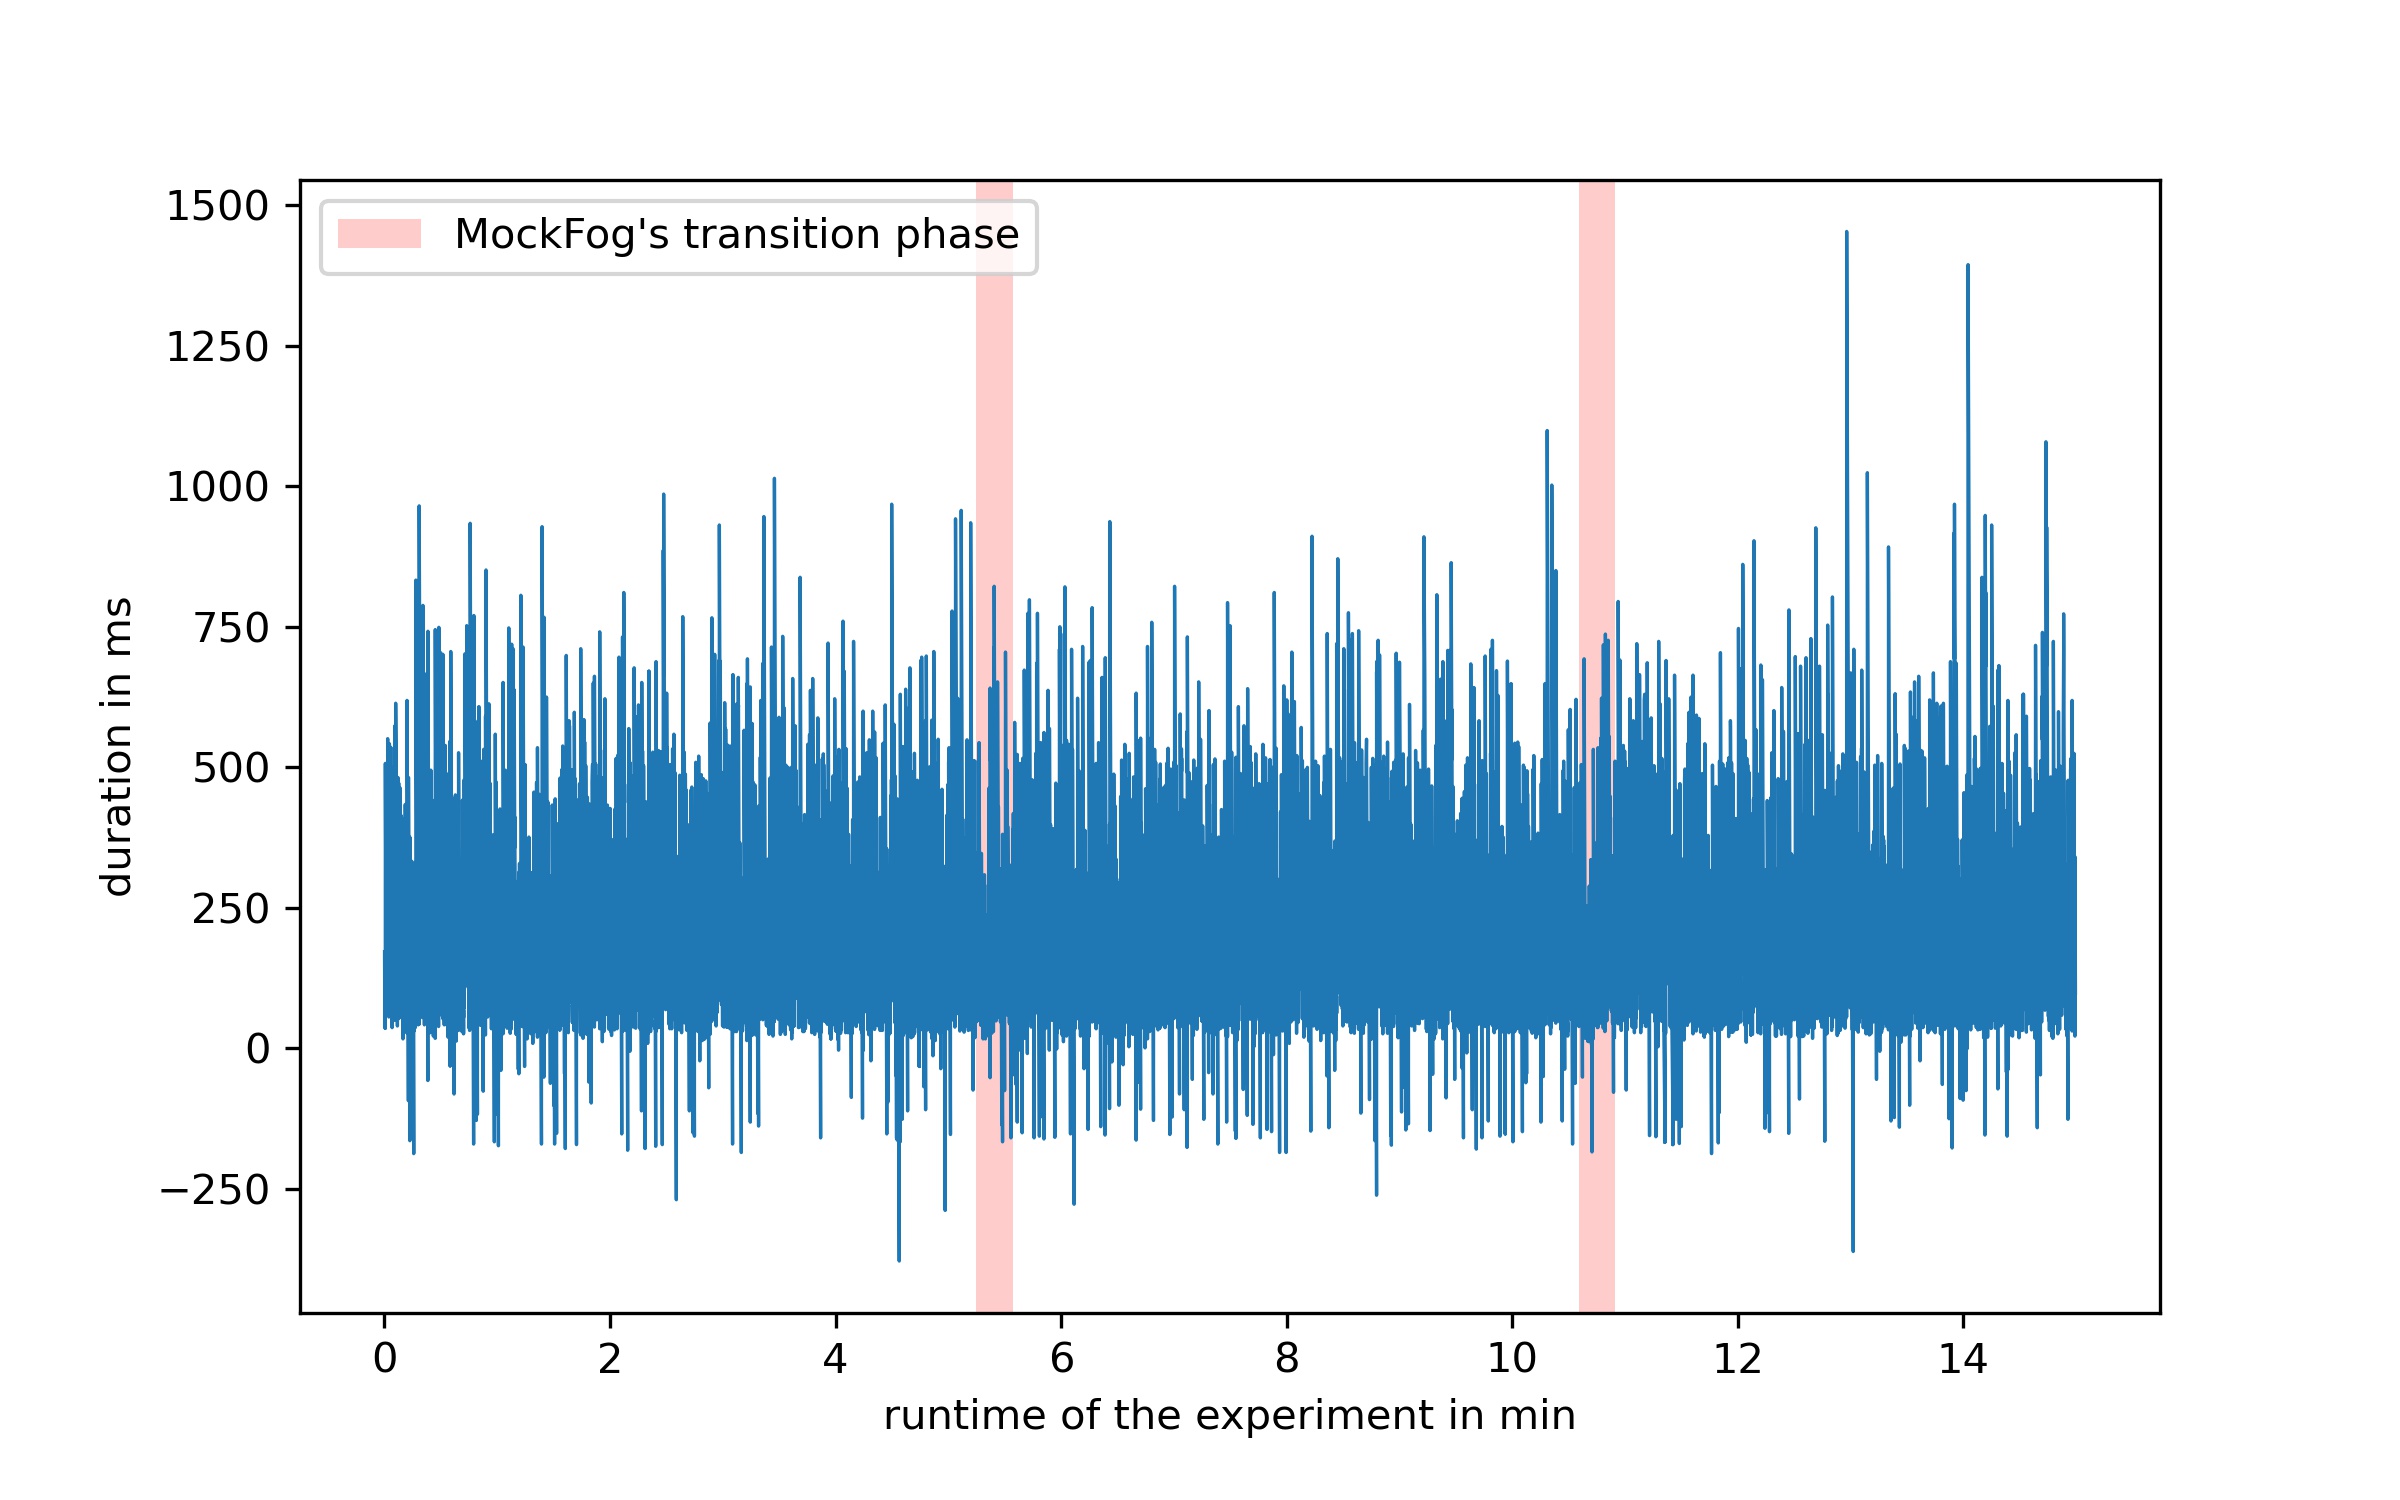 MockFog's transition phase
1500
1250
1000
750
500
250
0
−250
duration in ms
0 2 4 6 8 10 12 14
runtime of the experiment in min